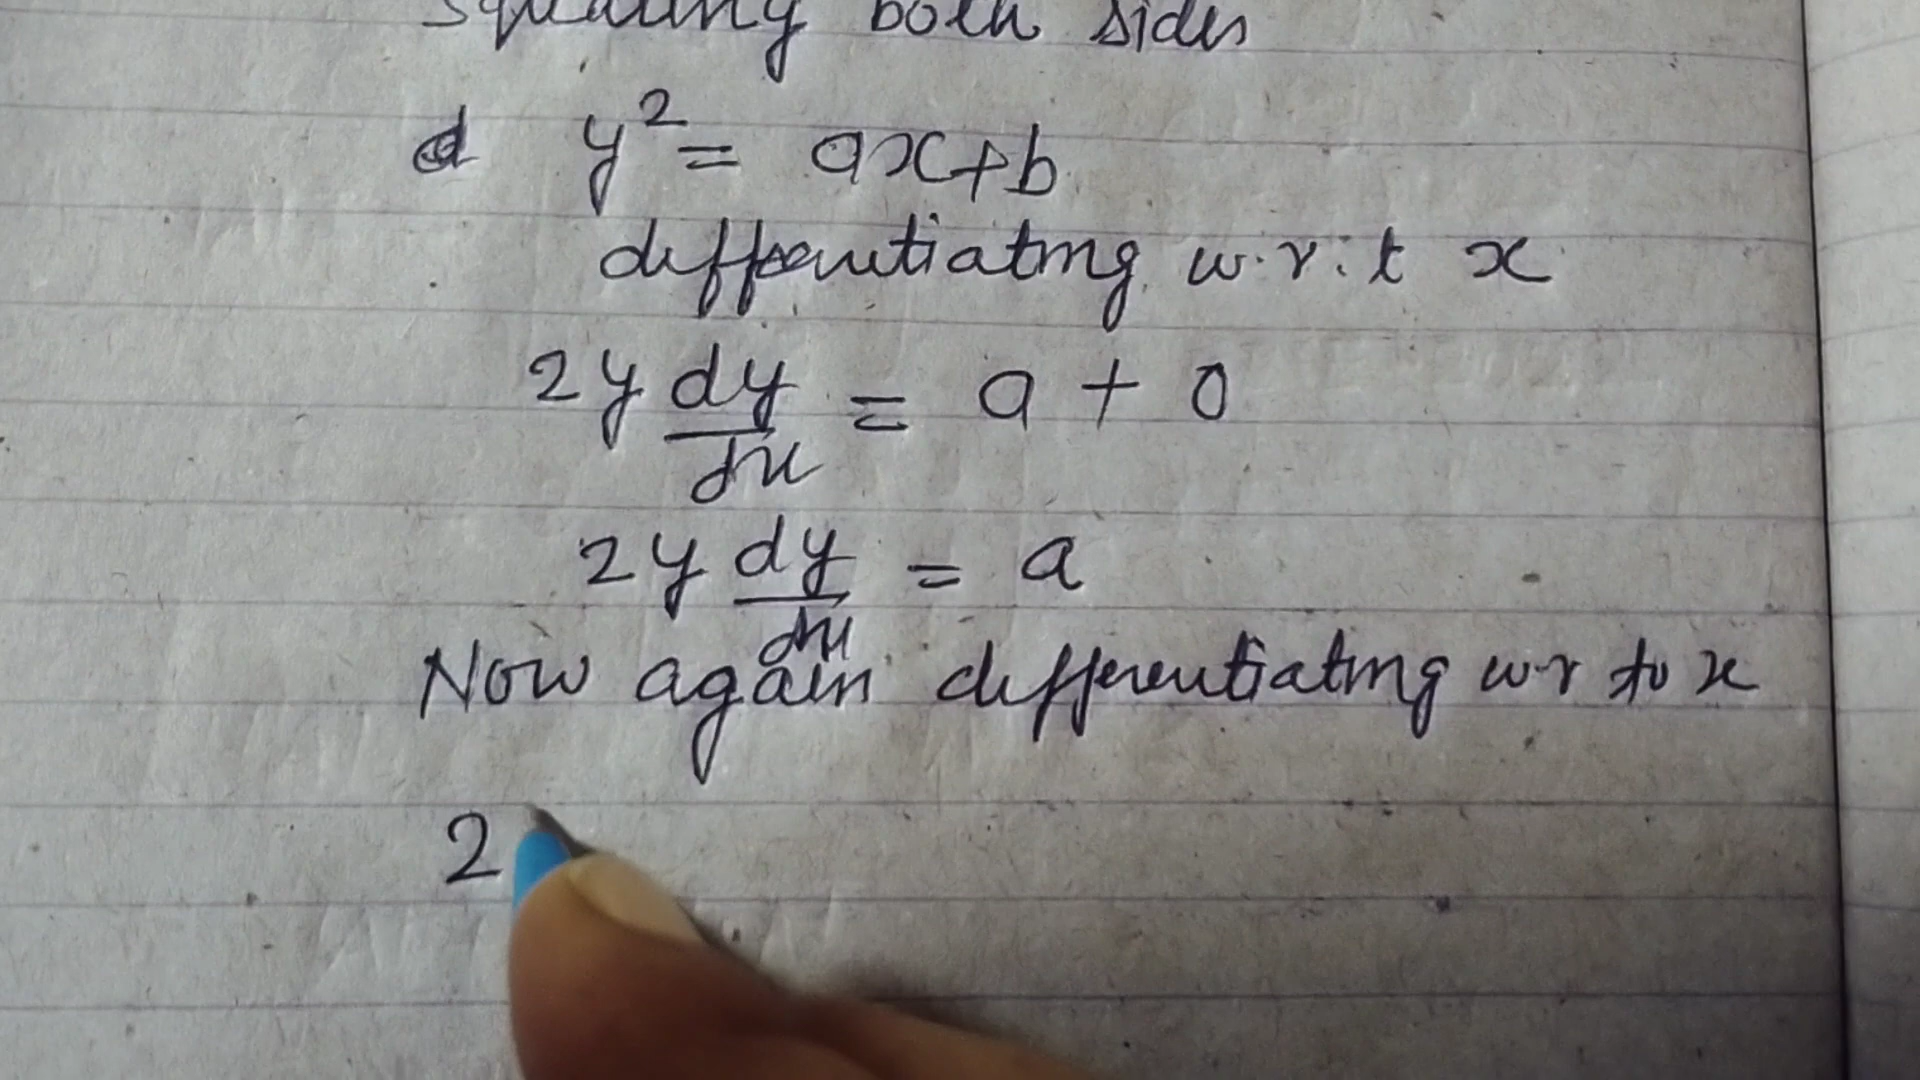 squaring both sides
d y² = ax+b
differentiating w.r.t x
2y dy/dx = a + 0
2y dy/dx = a
Now again differentiating w.r to x
2